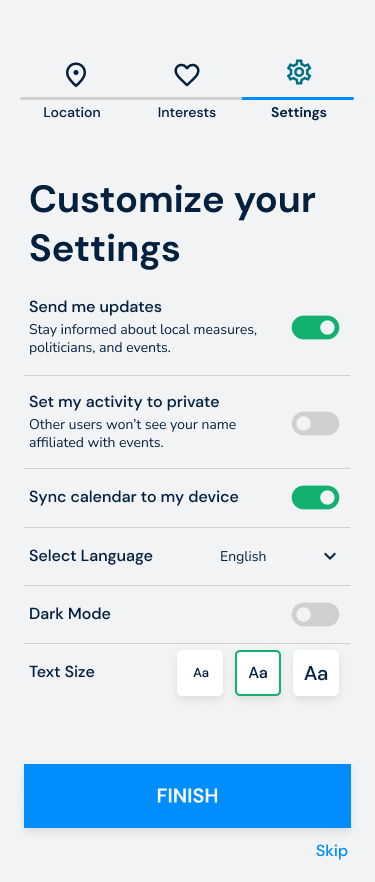 Location Interests Settings
Customize your
Settings
Send me updates
Stay informed about local measures,
politicians, and events.
Set my activity to private
Other users won’t see your name
affiliated with events.
Sync calendar to my device
Select Language English
Dark Mode
Text Size Aa Aa Aa
FINISH
Skip